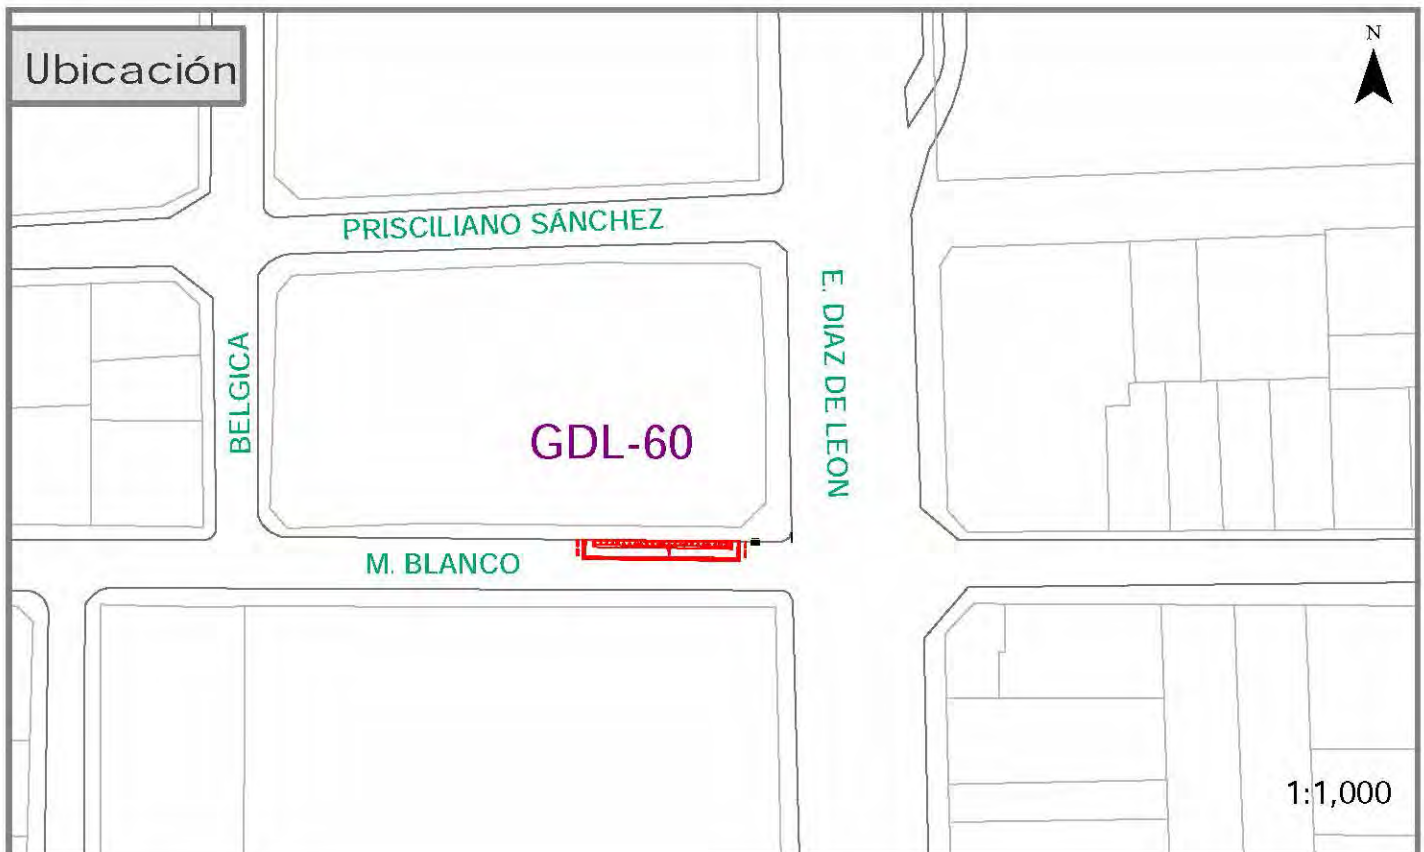 Ubicación
N
PRISCILIANO SÁNCHEZ
E. DIAZ DE LEON
BELGICA
GDL-60
M. BLANCO
1:1,000